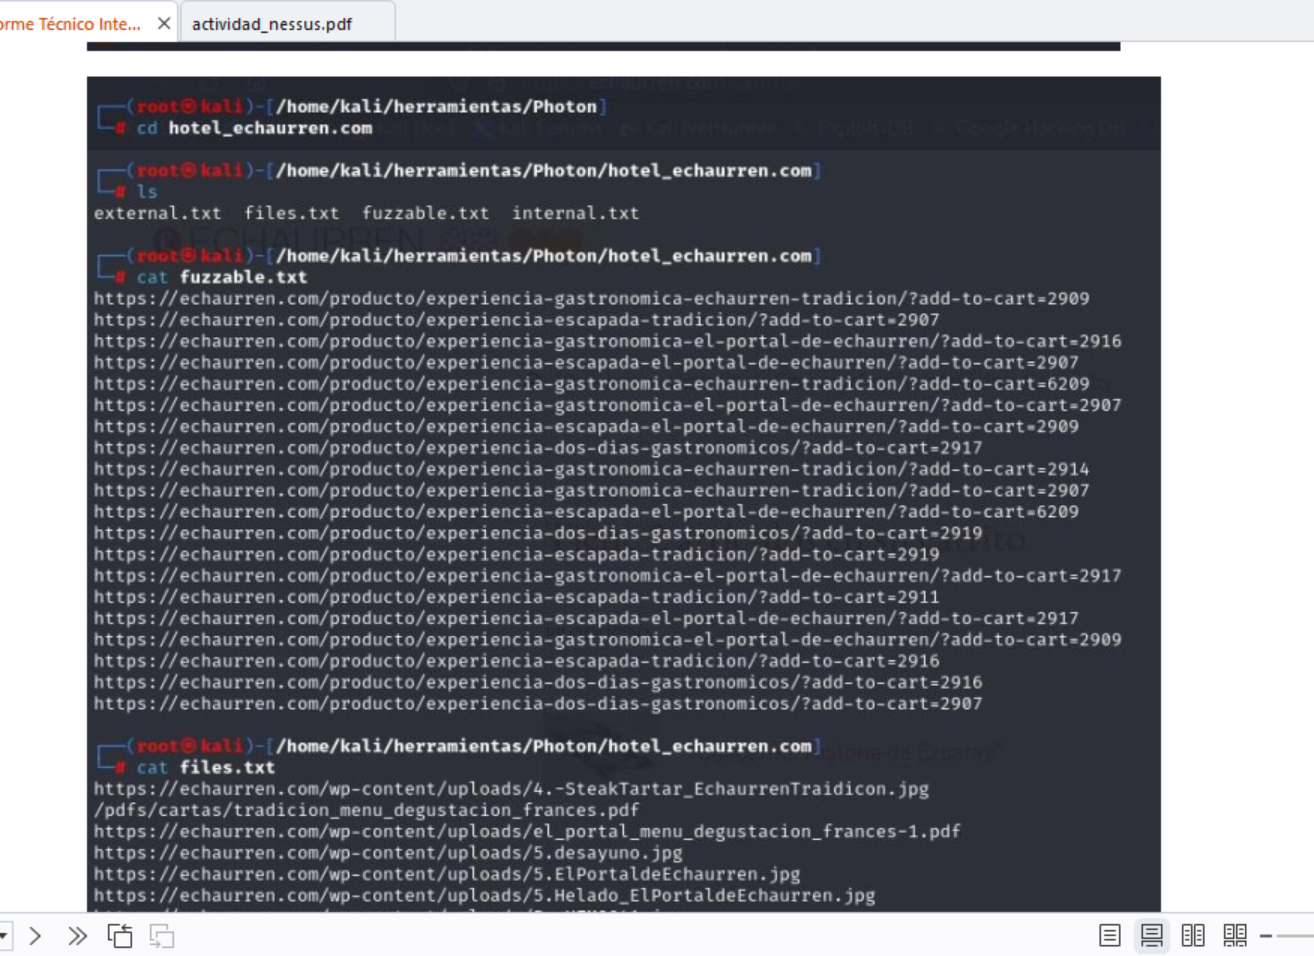 orme Técnico Inte... actividad_nessus.pdf
(root㉿kali)-[/home/kali/herramientas/Photon]
# cd hotel_echaurren.com
(root㉿kali)-[/home/kali/herramientas/Photon/hotel_echaurren.com]
# ls
external.txt files.txt fuzzable.txt internal.txt
(root㉿kali)-[/home/kali/herramientas/Photon/hotel_echaurren.com]
# cat fuzzable.txt
https://echaurren.com/producto/experiencia-gastronomica-echaurren-tradicion/?add-to-cart=2909
https://echaurren.com/producto/experiencia-escapada-tradicion/?add-to-cart=2907
https://echaurren.com/producto/experiencia-gastronomica-el-portal-de-echaurren/?add-to-cart=2916
https://echaurren.com/producto/experiencia-escapada-el-portal-de-echaurren/?add-to-cart=2907
https://echaurren.com/producto/experiencia-gastronomica-echaurren-tradicion/?add-to-cart=6209
https://echaurren.com/producto/experiencia-gastronomica-el-portal-de-echaurren/?add-to-cart=2907
https://echaurren.com/producto/experiencia-escapada-el-portal-de-echaurren/?add-to-cart=2909
https://echaurren.com/producto/experiencia-dos-dias-gastronomicos/?add-to-cart=2917
https://echaurren.com/producto/experiencia-gastronomica-echaurren-tradicion/?add-to-cart=2914
https://echaurren.com/producto/experiencia-gastronomica-echaurren-tradicion/?add-to-cart=2907
https://echaurren.com/producto/experiencia-escapada-el-portal-de-echaurren/?add-to-cart=6209
https://echaurren.com/producto/experiencia-dos-dias-gastronomicos/?add-to-cart=2919
https://echaurren.com/producto/experiencia-escapada-tradicion/?add-to-cart=2919
https://echaurren.com/producto/experiencia-gastronomica-el-portal-de-echaurren/?add-to-cart=2917
https://echaurren.com/producto/experiencia-escapada-tradicion/?add-to-cart=2911
https://echaurren.com/producto/experiencia-escapada-el-portal-de-echaurren/?add-to-cart=2917
https://echaurren.com/producto/experiencia-gastronomica-el-portal-de-echaurren/?add-to-cart=2909
https://echaurren.com/producto/experiencia-escapada-tradicion/?add-to-cart=2916
https://echaurren.com/producto/experiencia-dos-dias-gastronomicos/?add-to-cart=2916
https://echaurren.com/producto/experiencia-dos-dias-gastronomicos/?add-to-cart=2907
(root㉿kali)-[/home/kali/herramientas/Photon/hotel_echaurren.com]
# cat files.txt
https://echaurren.com/wp-content/uploads/4.-SteakTartar_EchaurrenTraidicon.jpg
/pdfs/cartas/tradicion_menu_degustacion_frances.pdf
https://echaurren.com/wp-content/uploads/el_portal_menu_degustacion_frances-1.pdf
https://echaurren.com/wp-content/uploads/5.desayuno.jpg
https://echaurren.com/wp-content/uploads/5.ElPortaldeEchaurren.jpg
https://echaurren.com/wp-content/uploads/5.Helado_ElPortaldeEchaurren.jpg